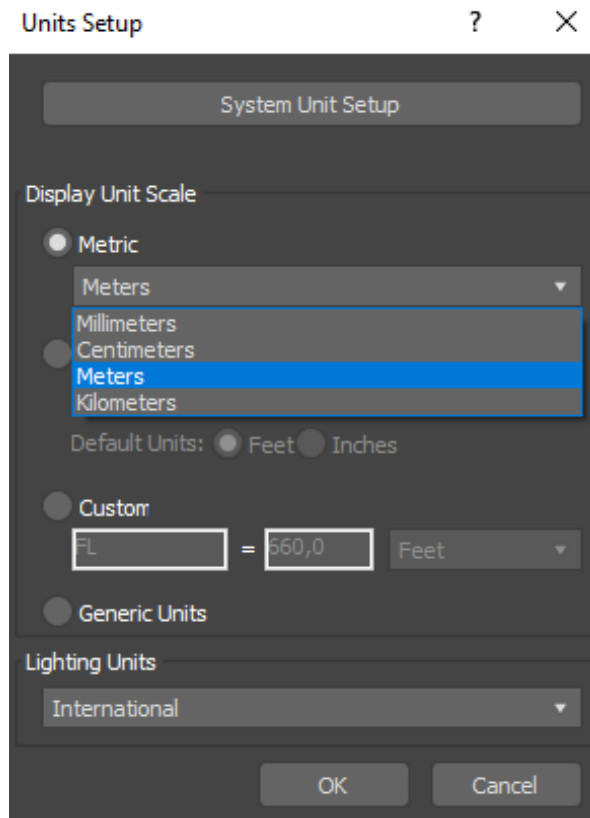 Units Setup ? ×
System Unit Setup
Display Unit Scale
Metric
Meters
Millimeters
Centimeters
Meters
Kilometers
Default Units: Feet Inches
Custom
FL = 660,0 Feet
Generic Units
Lighting Units
International
OK Cancel